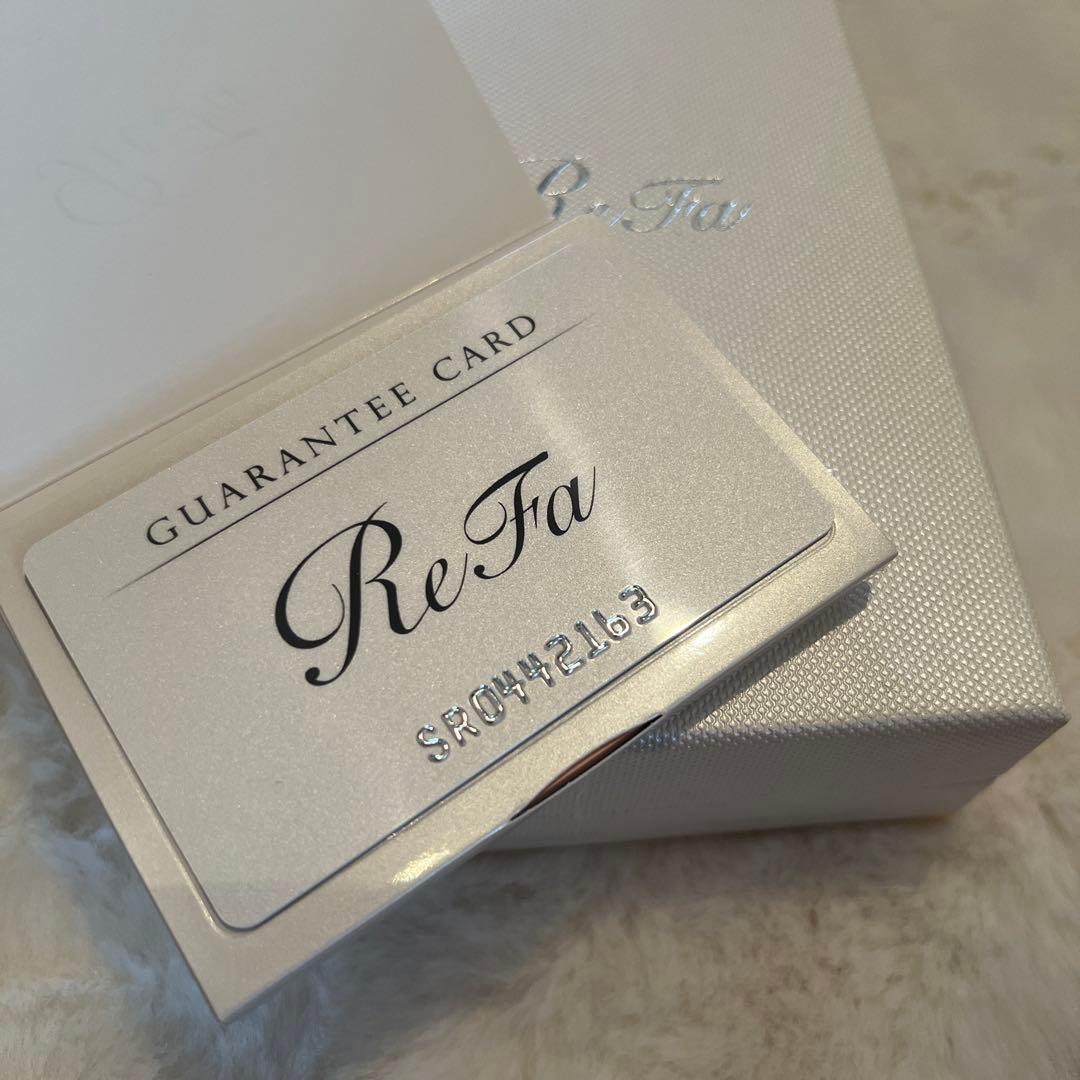 ReFa
GUARANTEE CARD
ReFa
SR0442163